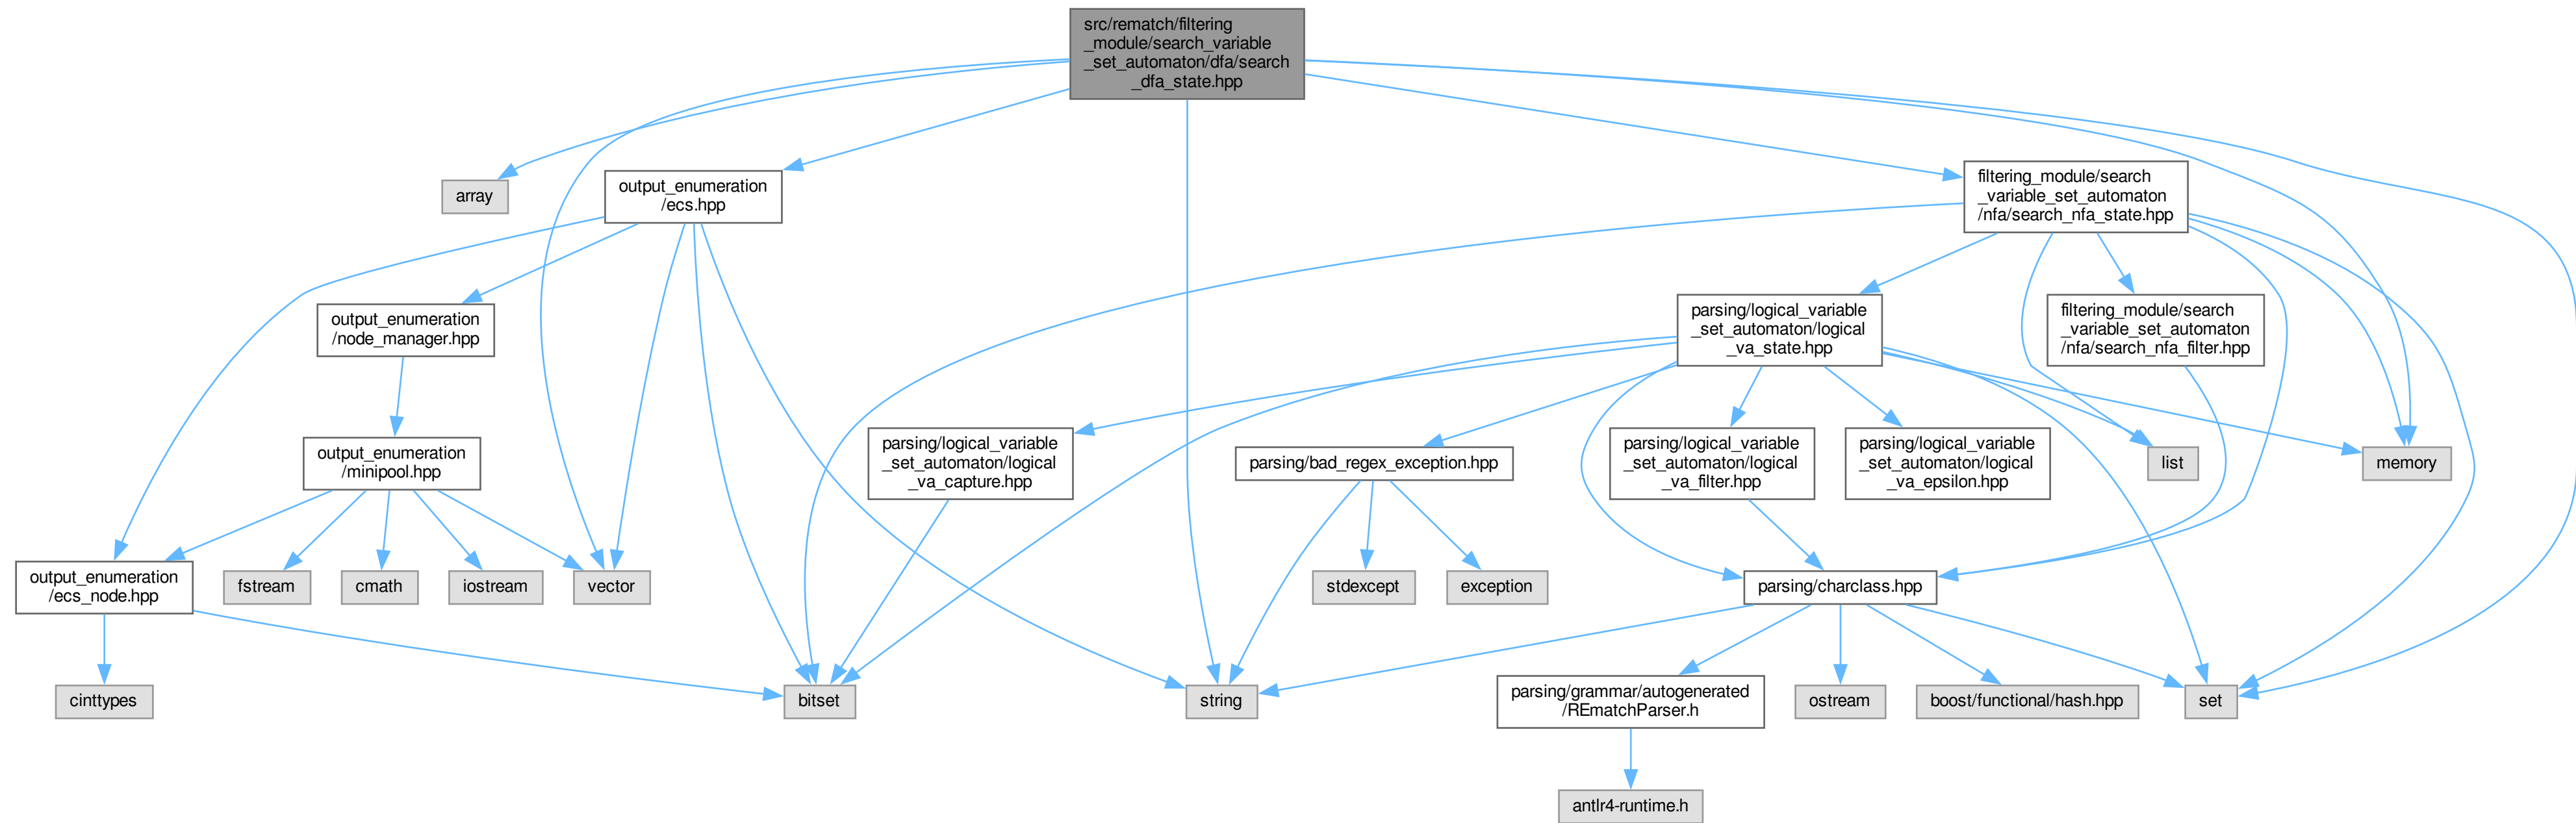 src/rematch/filtering
_module/search_variable
_set_automaton/dfa/search
_dfa_state.hpp
array
output_enumeration
/ecs.hpp
filtering_module/search
_variable_set_automaton
/nfa/search_nfa_state.hpp
output_enumeration
/node_manager.hpp
parsing/logical_variable
_set_automaton/logical
_va_state.hpp
filtering_module/search
_variable_set_automaton
/nfa/search_nfa_filter.hpp
output_enumeration
/minipool.hpp
parsing/logical_variable
_set_automaton/logical
_va_capture.hpp
parsing/bad_regex_exception.hpp
parsing/logical_variable
_set_automaton/logical
_va_filter.hpp
parsing/logical_variable
_set_automaton/logical
_va_epsilon.hpp
list
memory
output_enumeration
/ecs_node.hpp
fstream
cmath
iostream
vector
stdexcept
exception
parsing/charclass.hpp
cinttypes
bitset
string
parsing/grammar/autogenerated
/REmatchParser.h
ostream
boost/functional/hash.hpp
set
antlr4-runtime.h